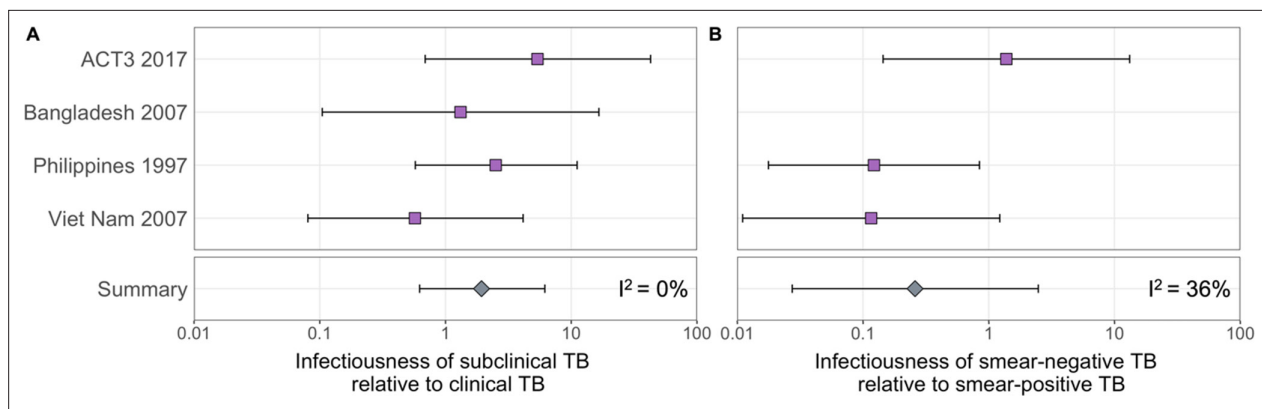 A
B
ACT3 2017
Bangladesh 2007
Philippines 1997
Viet Nam 2007
Summary
I² = 0%
I² = 36%
0.01 0.1 1 10 100
0.01 0.1 1 10 100
Infectiousness of subclinical TB
relative to clinical TB
Infectiousness of smear-negative TB
relative to smear-positive TB